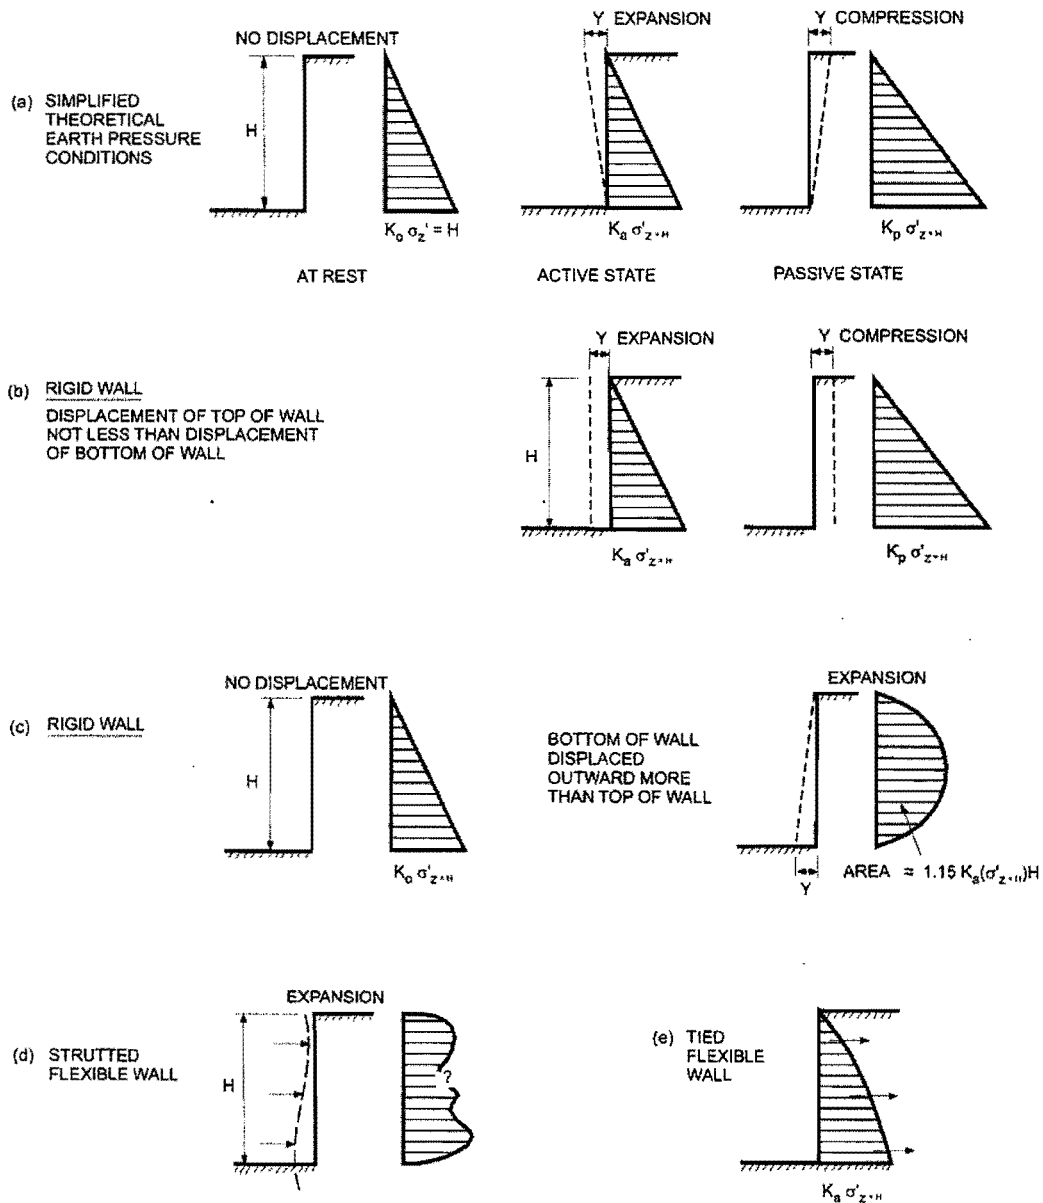 Y EXPANSION
Y COMPRESSION
NO DISPLACEMENT
(a) SIMPLIFIED
THEORETICAL
EARTH PRESSURE
CONDITIONS
H
K₀ σz' = H
Kₐ σ'z=H
Kₚ σ'z=H
AT REST
ACTIVE STATE
PASSIVE STATE
Y EXPANSION
Y COMPRESSION
(b) RIGID WALL
DISPLACEMENT OF TOP OF WALL
NOT LESS THAN DISPLACEMENT
OF BOTTOM OF WALL
H
Kₐ σ'z=H
Kₚ σ'z=H
NO DISPLACEMENT
EXPANSION
(c) RIGID WALL
H
BOTTOM OF WALL
DISPLACED
OUTWARD MORE
THAN TOP OF WALL
K₀ σ'z=H
Y
AREA = 1.15 Kₐ(σ'z=H)H
EXPANSION
(d) STRUTTED
FLEXIBLE WALL
H
?
(e) TIED
FLEXIBLE
WALL
Kₐ σ'z=H